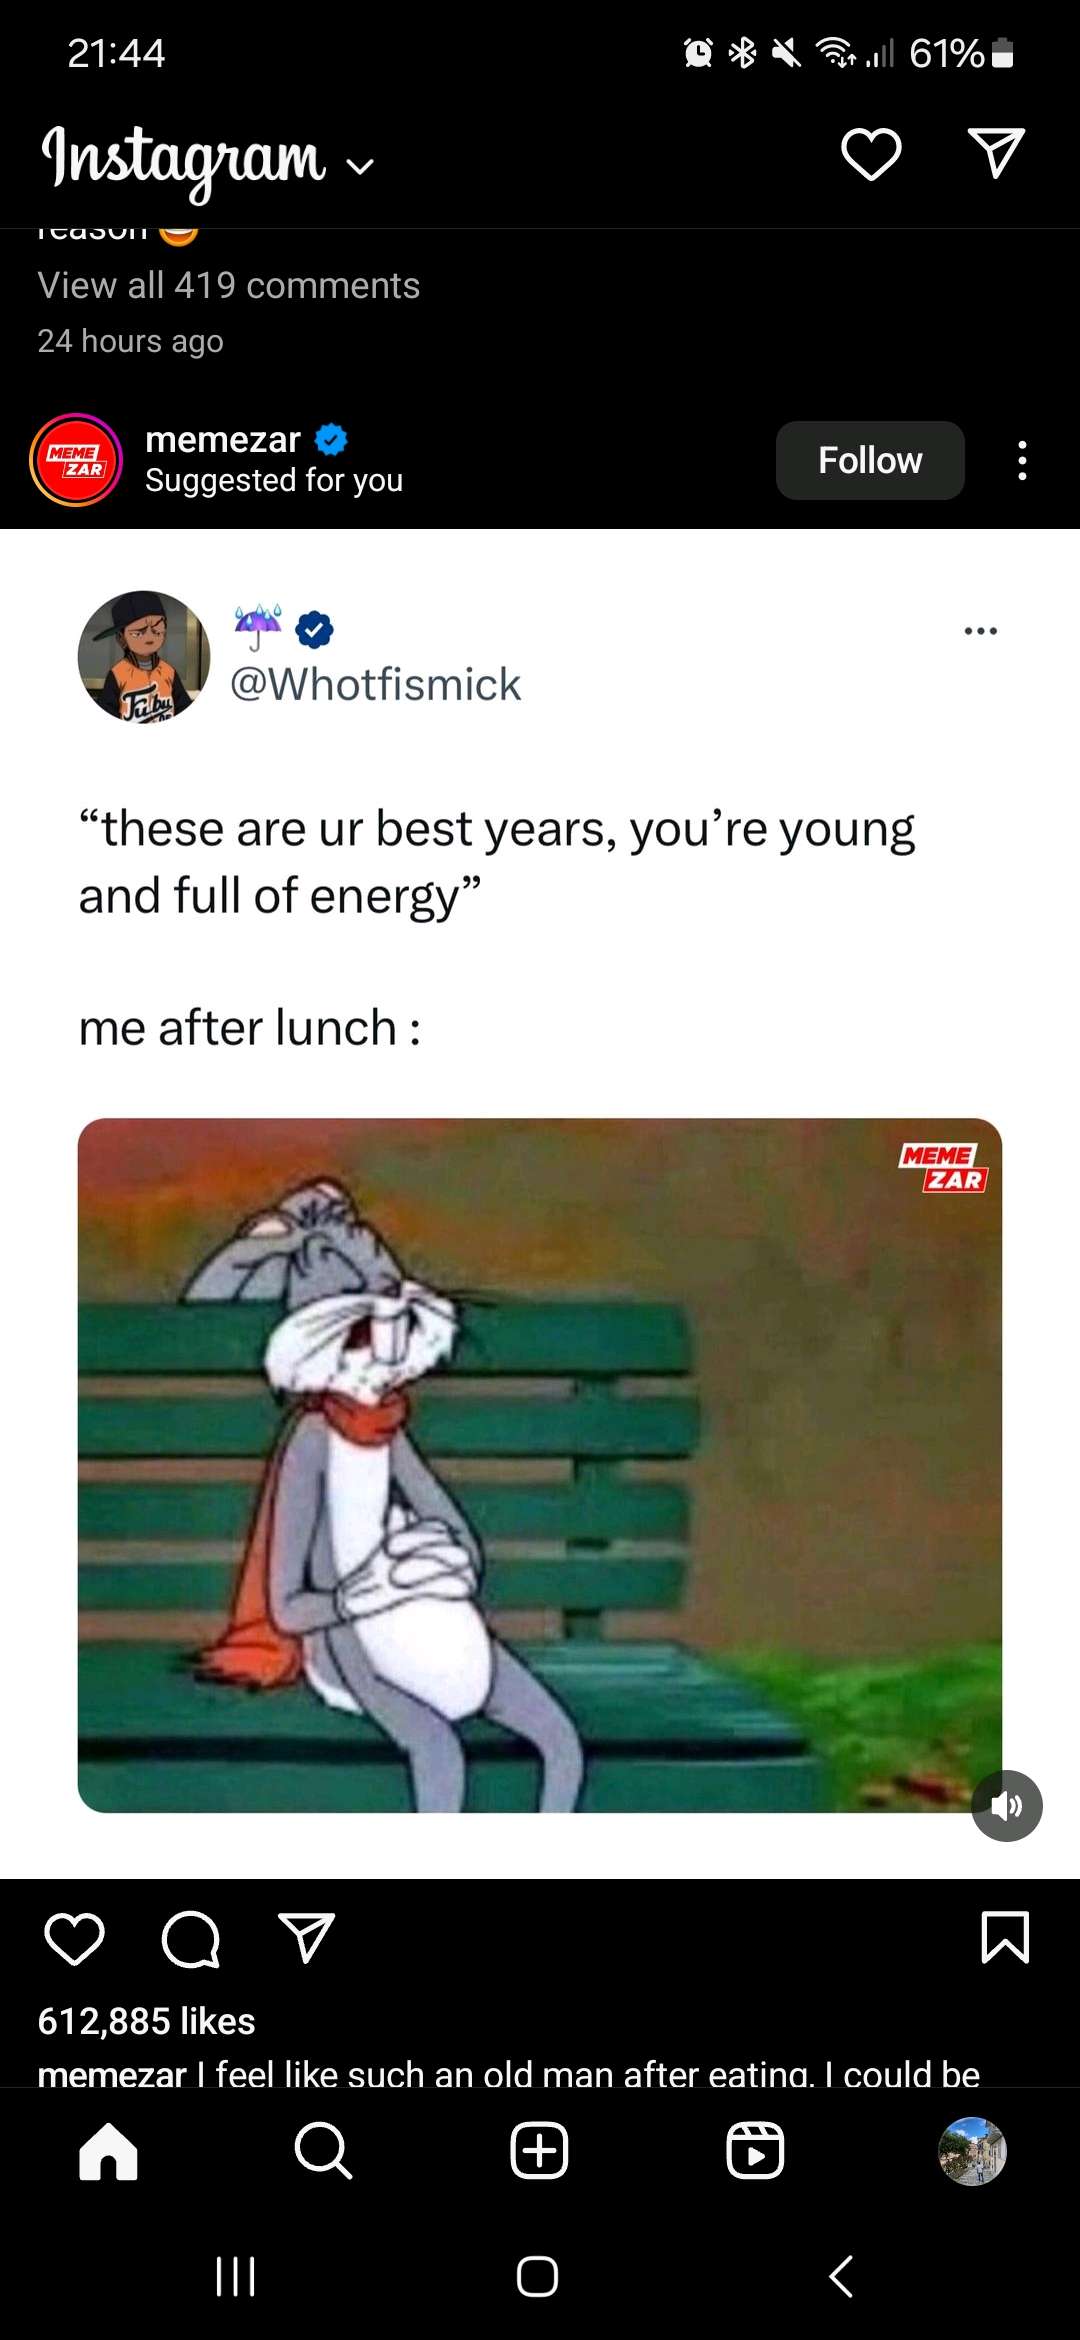 21:44
61%
Instagram
reason
View all 419 comments
24 hours ago
MEME
ZAR
memezar
Suggested for you
Follow
@Whotfismick
“these are ur best years, you’re young
and full of energy”
me after lunch :
MEME
ZAR
612,885 likes
memezar I feel like such an old man after eating. I could be